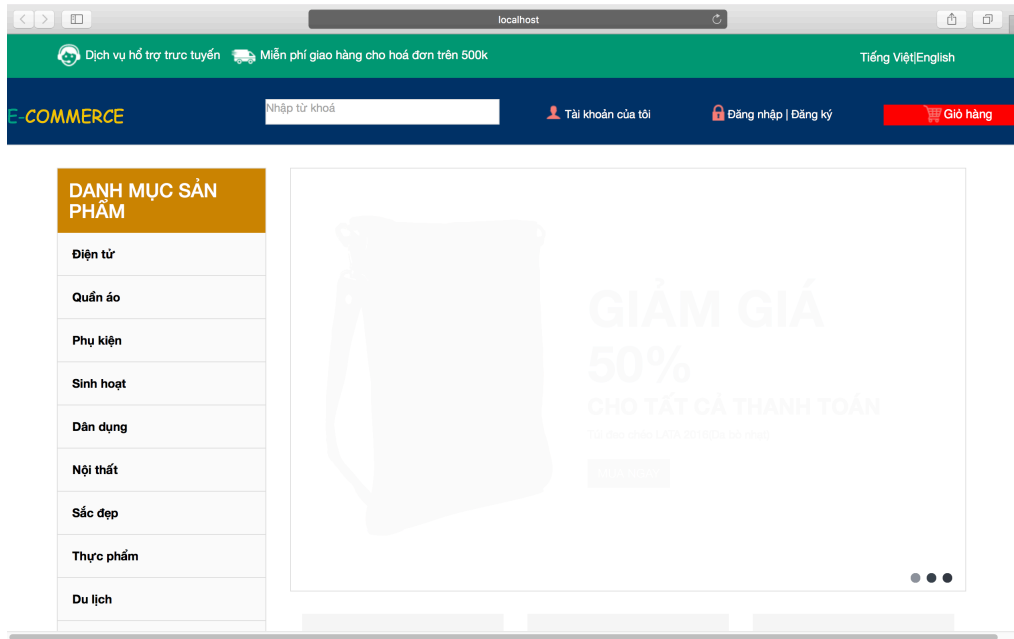 localhost
Dịch vụ hổ trợ trưc tuyến Miễn phí giao hàng cho hoá đơn trên 500k
Tiếng Việt|English
E-COMMERCE
Nhập từ khoá
Tài khoản của tôi
Đăng nhập | Đăng ký
Giỏ hàng
DANH MỤC SẢN
PHẨM
Điện tử
Quần áo
Phụ kiện
Sinh hoạt
Dân dụng
Nội thất
Sắc đẹp
Thực phẩm
Du lịch
GIẢM GIÁ
50%
CHO TẤT CẢ THANH TOÁN